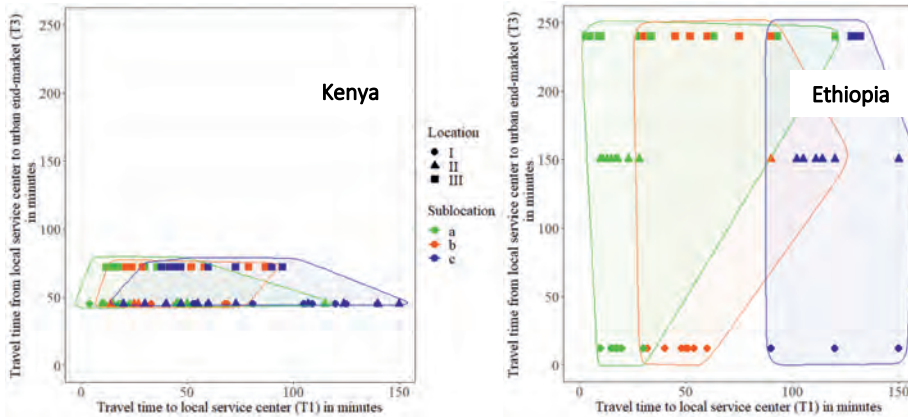 Travel time from local service center to urban end-market (T3)
in minutes
250
200
150
100
50
0
Kenya
0
50
100
150
Travel time to local service center (T1) in minutes
Location
I
II
III
Sublocation
a
b
c
Travel time from local service center to urban end-market (T3)
in minutes
250
200
150
100
50
0
Ethiopia
0
50
100
150
Travel time to local service center (T1) in minutes